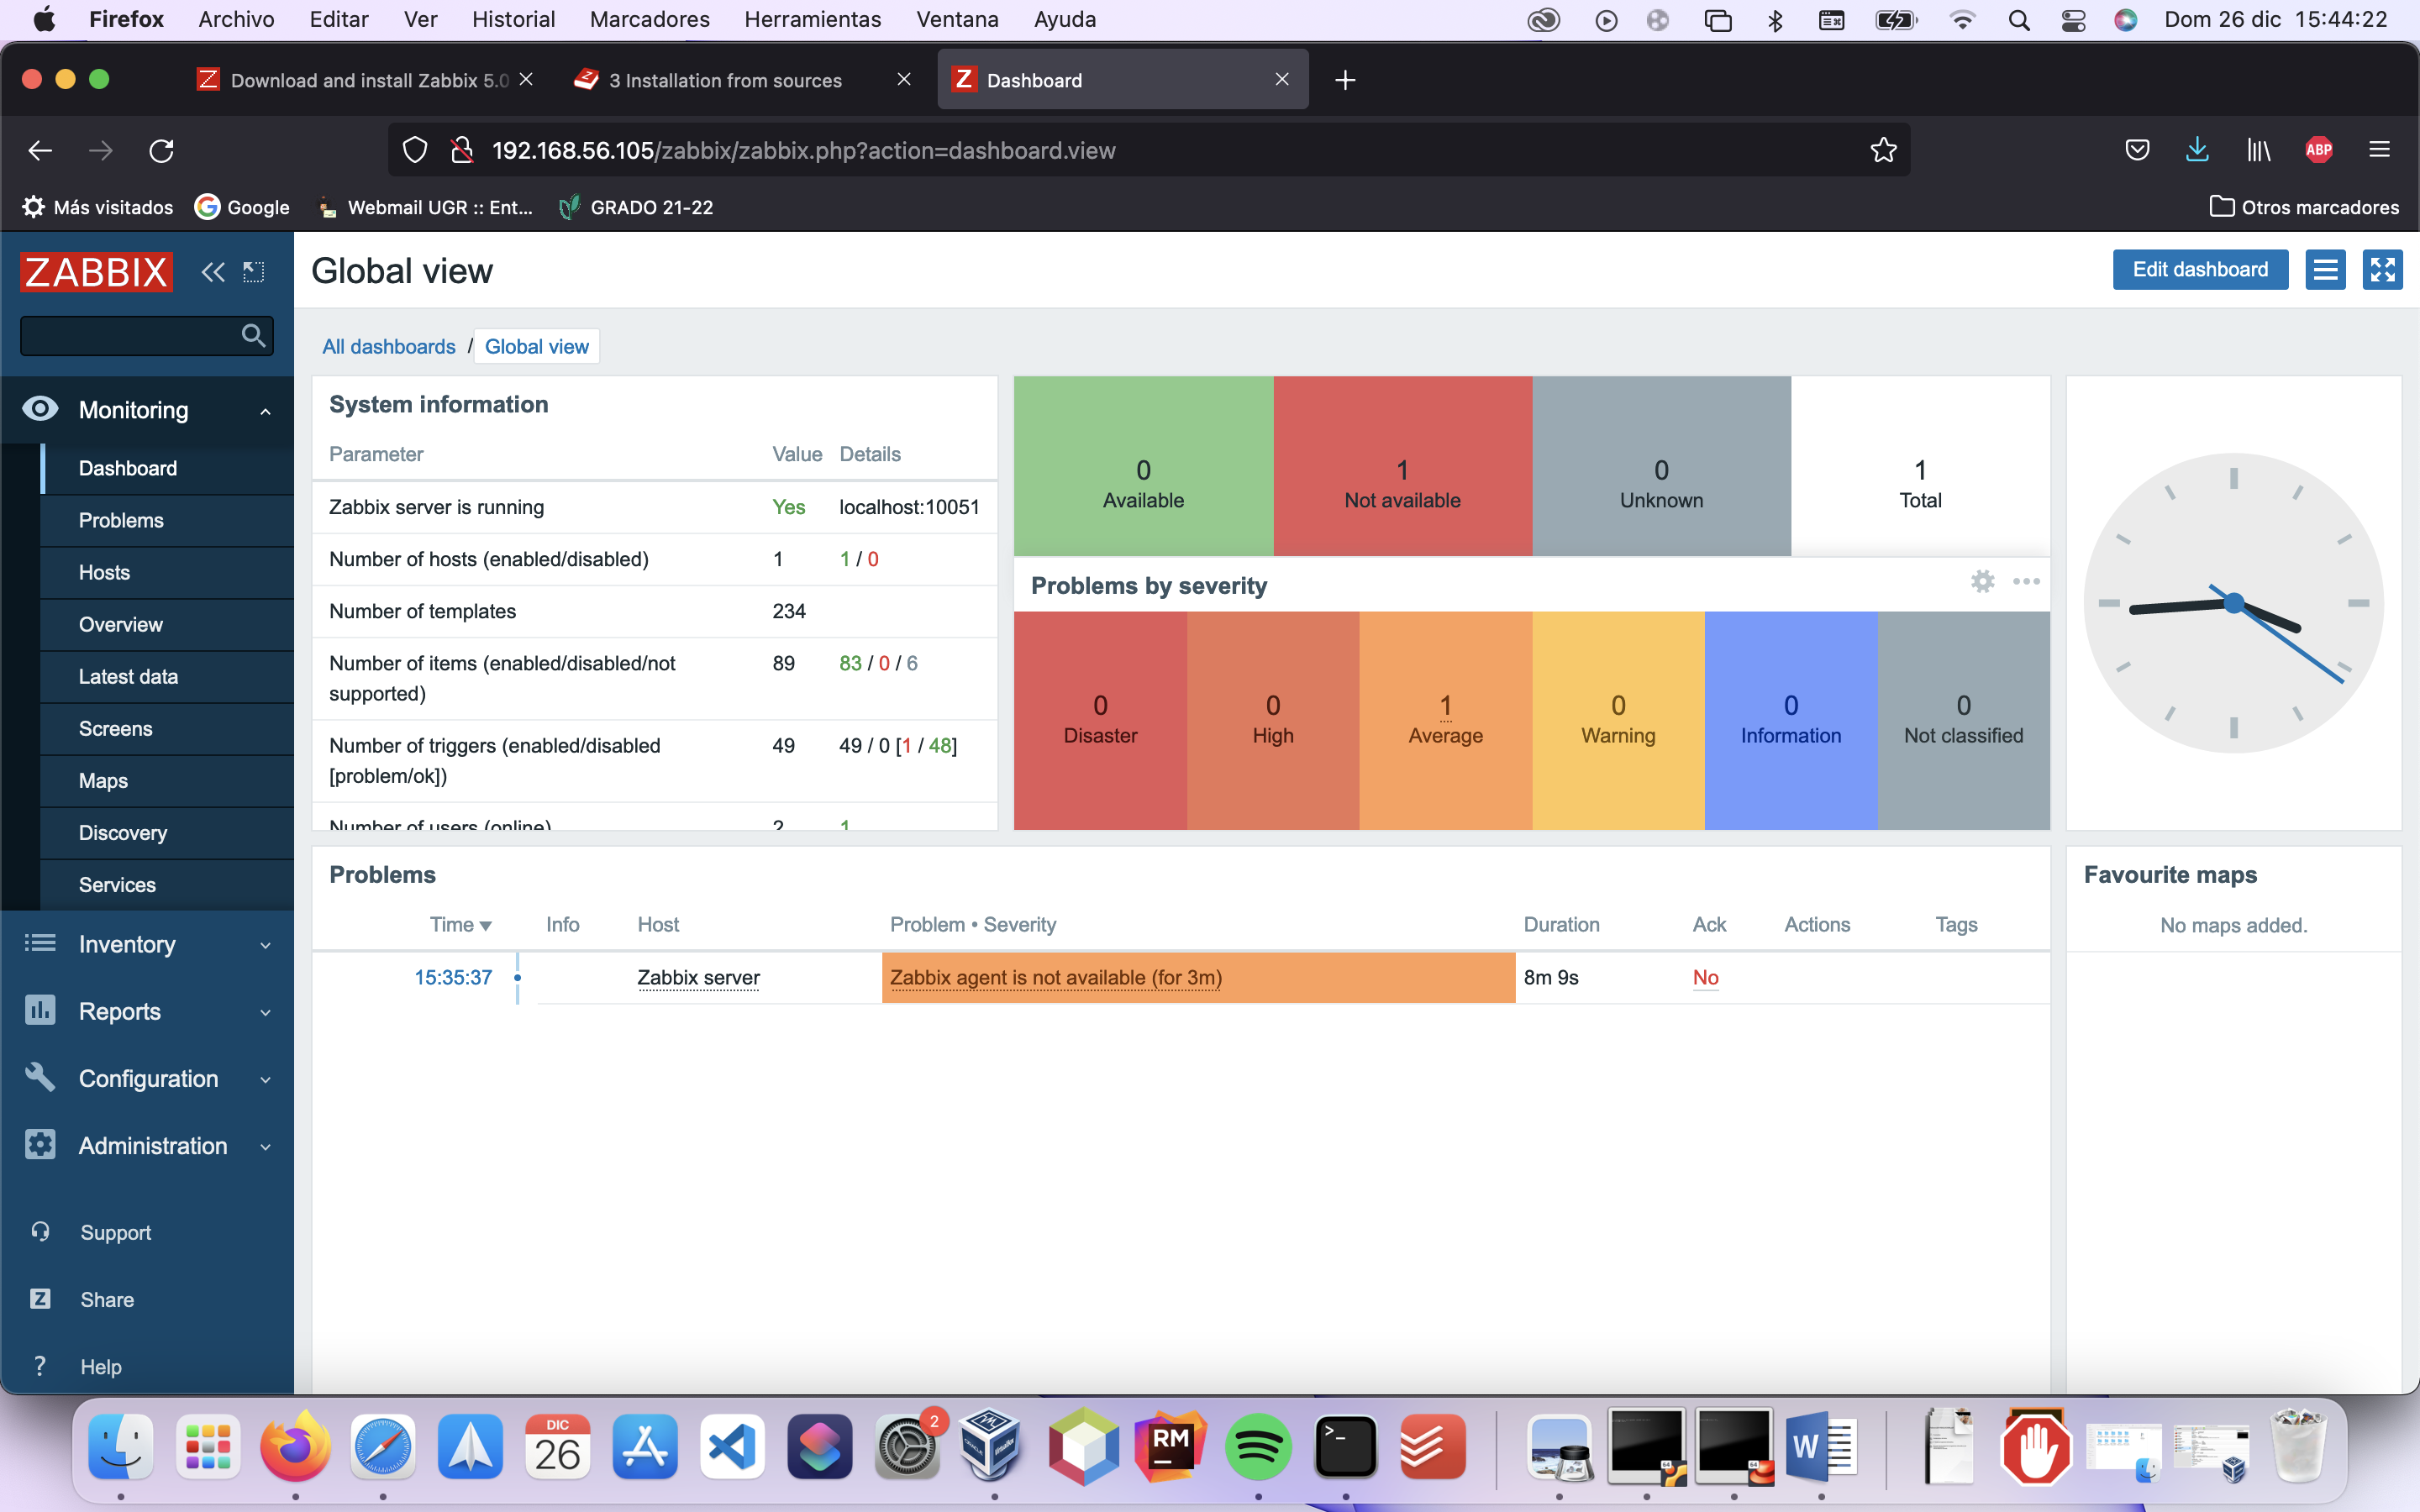 Firefox Archivo Editar Ver Historial Marcadores Herramientas Ventana Ayuda Dom 26 dic 15:44:22
Download and install Zabbix 5.0 3 Installation from sources Z Dashboard
192.168.56.105/zabbix/zabbix.php?action=dashboard.view ABP
Más visitados Google Webmail UGR :: Ent... GRADO 21-22 Otros marcadores
ZABBIX Global view Edit dashboard
All dashboards / Global view
Monitoring
Dashboard
Problems
Hosts
Overview
Latest data
Screens
Maps
Discovery
Services
Inventory
Reports
Configuration
Administration
Support
Z Share
? Help
System information
Parameter Value Details
Zabbix server is running Yes localhost:10051
Number of hosts (enabled/disabled) 1 1 / 0
Number of templates 234
Number of items (enabled/disabled/not supported) 89 83 / 0 / 6
Number of triggers (enabled/disabled [problem/ok]) 49 49 / 0 [1 / 48]
Number of users (online) 2 1
0 1 0 1
Available Not available Unknown Total
Problems by severity
0 0 1 0 0 0
Disaster High Average Warning Information Not classified
Problems
Time Info Host Problem • Severity Duration Ack Actions Tags
15:35:37 Zabbix server Zabbix agent is not available (for 3m) 8m 9s No
Favourite maps
No maps added.
DIC
26
2
RM
>_
W